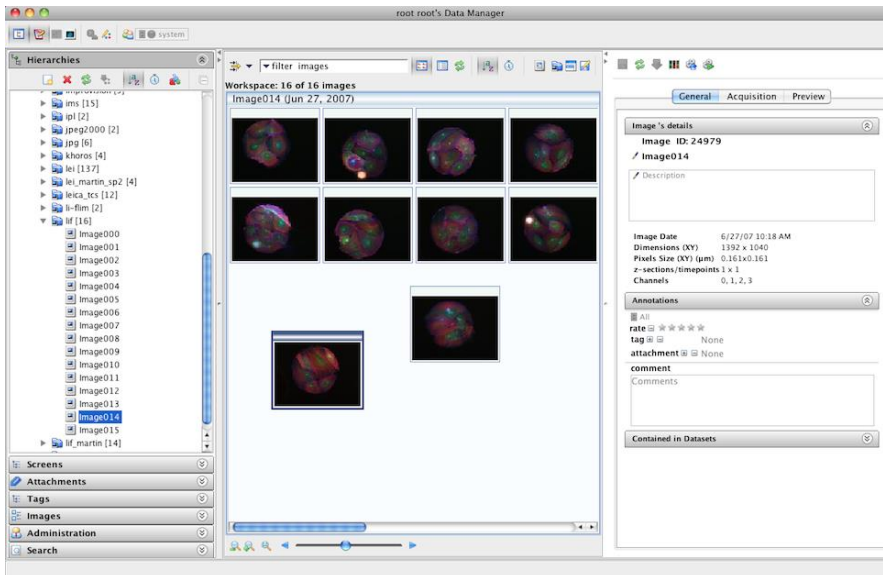 root root's Data Manager
system
Hierarchies
ims [15]
ipl [2]
jpeg2000 [2]
jpg [6]
khoros [4]
lei [137]
lei_martin_sp2 [4]
leica_tcs [12]
li-flim [2]
lif [16]
Image000
Image001
Image002
Image003
Image004
Image005
Image006
Image007
Image008
Image009
Image010
Image011
Image012
Image013
Image014
Image015
lif_martin [14]
Screens
Attachments
Tags
Images
Administration
Search
filter images
Workspace: 16 of 16 images
Image014 (Jun 27, 2007)
General Acquisition Preview
Image 's details
Image ID: 24979
Image014
Description
Image Date 6/27/07 10:18 AM
Dimensions (XY) 1392 x 1040
Pixels Size (XY) (µm) 0.161x0.161
z-sections/timepoints 1 x 1
Channels 0, 1, 2, 3
Annotations
All
rate
tag None
attachment None
comment
Comments
Contained in Datasets